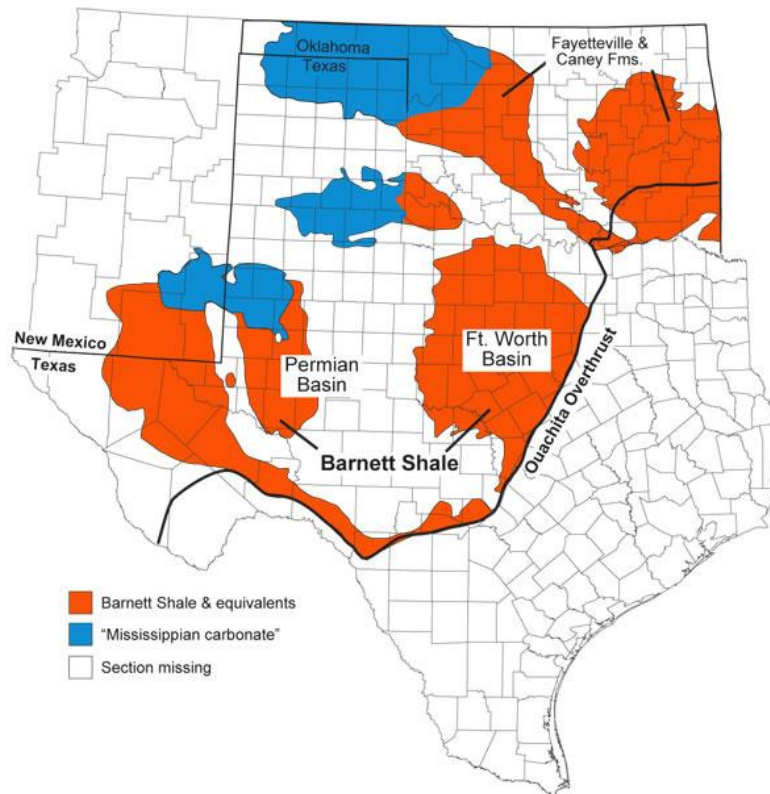 Oklahoma
Texas
Fayetteville &
Caney Fms.
New Mexico
Texas
Permian
Basin
Ft. Worth
Basin
Barnett Shale
Ouachita Overthrust
Barnett Shale & equivalents
“Mississippian carbonate”
Section missing